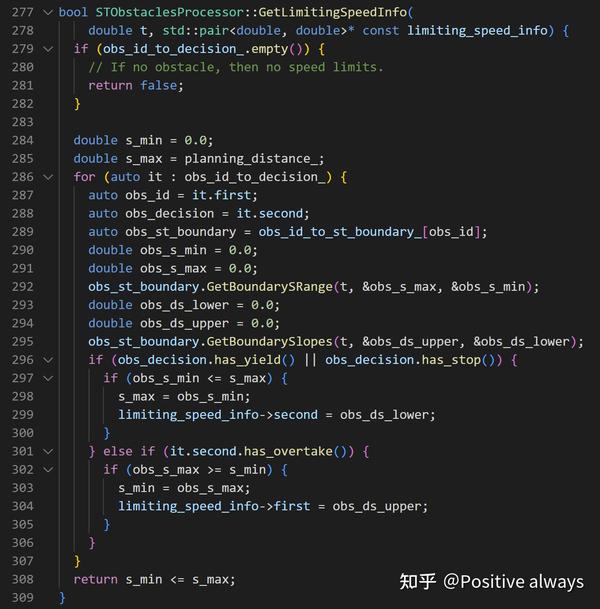 277 bool STObstaclesProcessor::GetLimitingSpeedInfo(
278 double t, std::pair<double, double>* const limiting_speed_info) {
279 if (obs_id_to_decision_.empty()) {
280 // If no obstacle, then no speed limits.
281 return false;
282 }
283
284 double s_min = 0.0;
285 double s_max = planning_distance_;
286 for (auto it : obs_id_to_decision_) {
287 auto obs_id = it.first;
288 auto obs_decision = it.second;
289 auto obs_st_boundary = obs_id_to_st_boundary_[obs_id];
290 double obs_s_min = 0.0;
291 double obs_s_max = 0.0;
292 obs_st_boundary.GetBoundarySRange(t, &obs_s_max, &obs_s_min);
293 double obs_ds_lower = 0.0;
294 double obs_ds_upper = 0.0;
295 obs_st_boundary.GetBoundarySlopes(t, &obs_ds_upper, &obs_ds_lower);
296 if (obs_decision.has_yield() || obs_decision.has_stop()) {
297 if (obs_s_min <= s_max) {
298 s_max = obs_s_min;
299 limiting_speed_info->second = obs_ds_lower;
300 }
301 } else if (it.second.has_overtake()) {
302 if (obs_s_max >= s_min) {
303 s_min = obs_s_max;
304 limiting_speed_info->first = obs_ds_upper;
305 }
306 }
307 }
308 return s_min <= s_max;
309 }
知乎 @Positive always